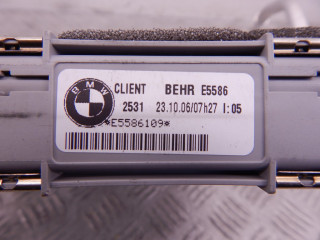 BMW
CLIENT BEHR E5586
2531 23.10.06/07h27 I:05
*E5586109*